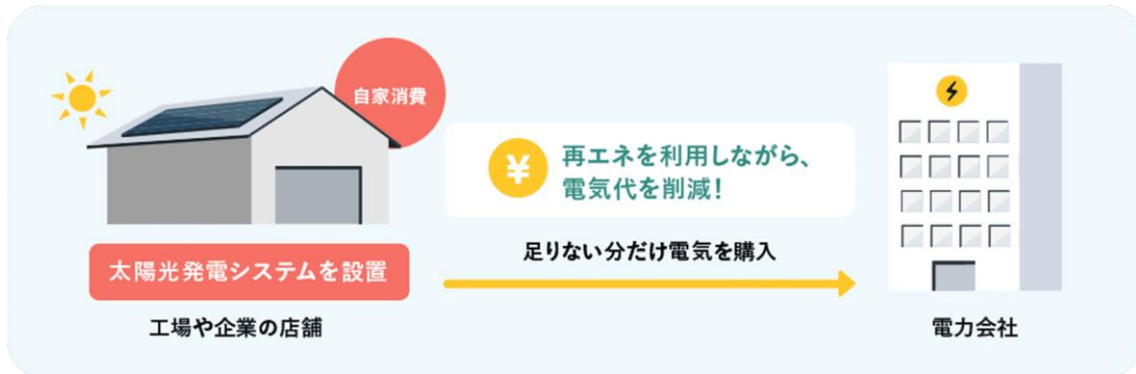 自家消費
¥
再エネを利用しながら、
電気代を削減！
足りない分だけ電気を購入
太陽光発電システムを設置
工場や企業の店舗
電力会社